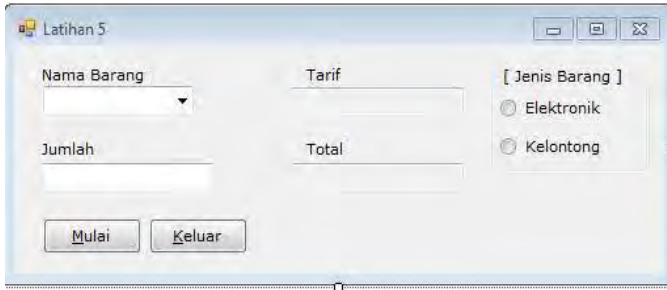 Latihan 5
Nama Barang
Tarif
[ Jenis Barang ]
Elektronik
Jumlah
Total
Kelontong
Mulai
Keluar